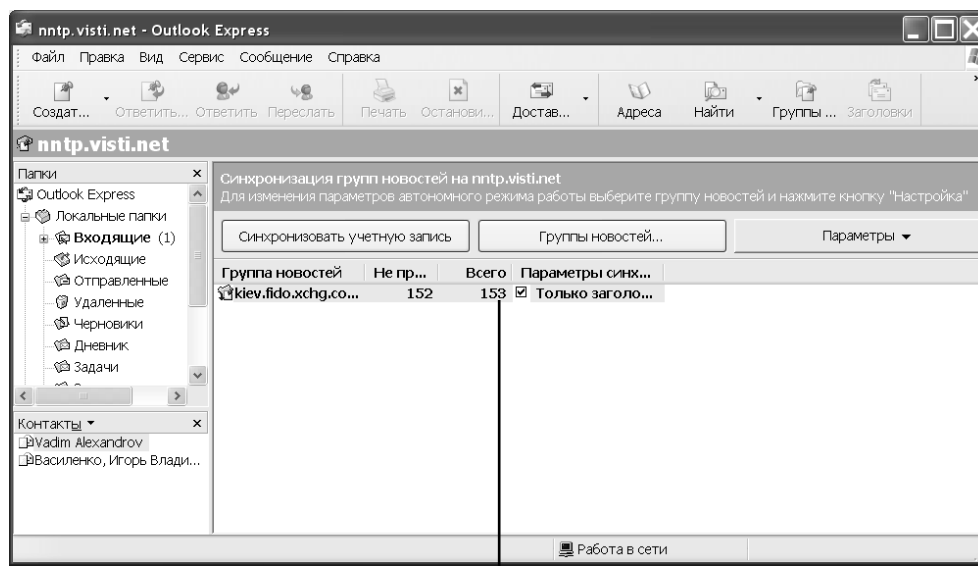 nntp.visti.net - Outlook Express
Файл Правка Вид Сервис Сообщение Справка
Создат... Ответить... Ответить Переслать Печать Останови... Достав... Адреса Найти Группы ... Заголовки
nntp.visti.net
Папки
Outlook Express
Локальные папки
Входящие (1)
Исходящие
Отправленные
Удаленные
Черновики
Дневник
Задачи
Контакты
Vadim Alexandrov
Василенко, Игорь Влади...
Синхронизация групп новостей на nntp.visti.net
Для изменения параметров автономного режима работы выберите группу новостей и нажмите кнопку "Настройка"
Синхронизовать учетную запись Группы новостей... Параметры
Группа новостей Не пр... Всего Параметры синх...
kiev.fido.xchg.co... 152 153 Только заголо...
Работа в сети